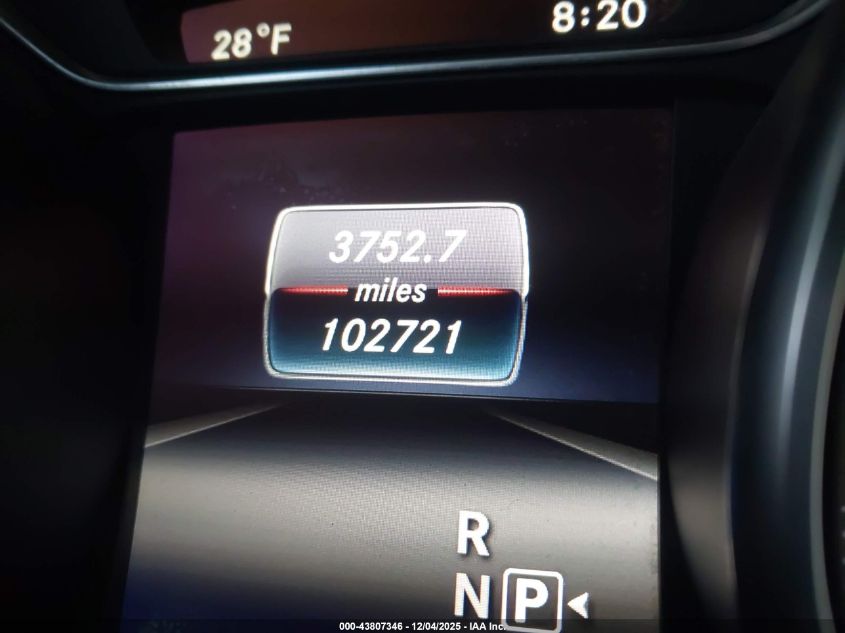 28°F 8:20
3752.7
miles
102721
R
N P
000-43807346 - 12/04/2025 - IAA Inc.